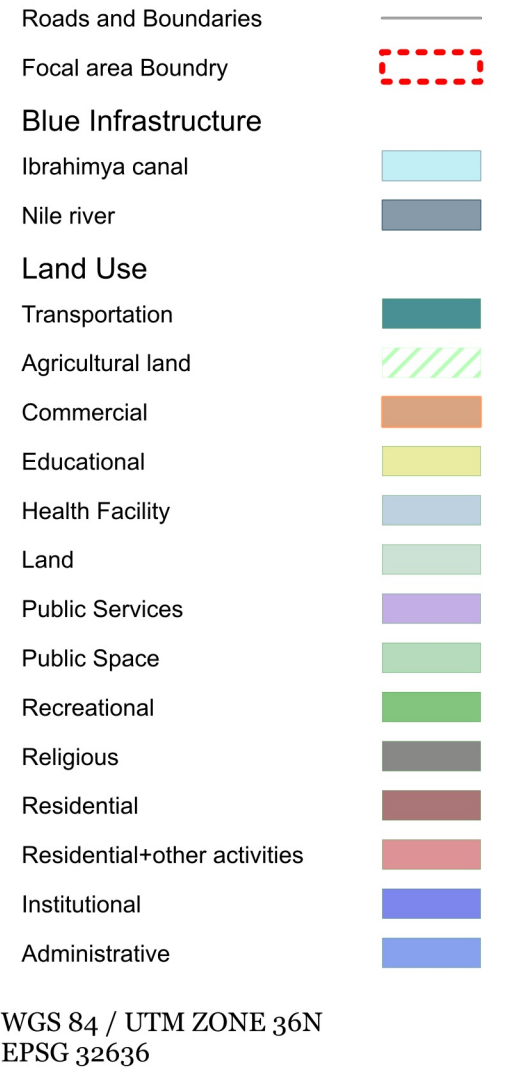 Roads and Boundaries
Focal area Boundry
Blue Infrastructure
Ibrahimya canal
Nile river
Land Use
Transportation
Agricultural land
Commercial
Educational
Health Facility
Land
Public Services
Public Space
Recreational
Religious
Residential
Residential+other activities
Institutional
Administrative
WGS 84 / UTM ZONE 36N
EPSG 32636